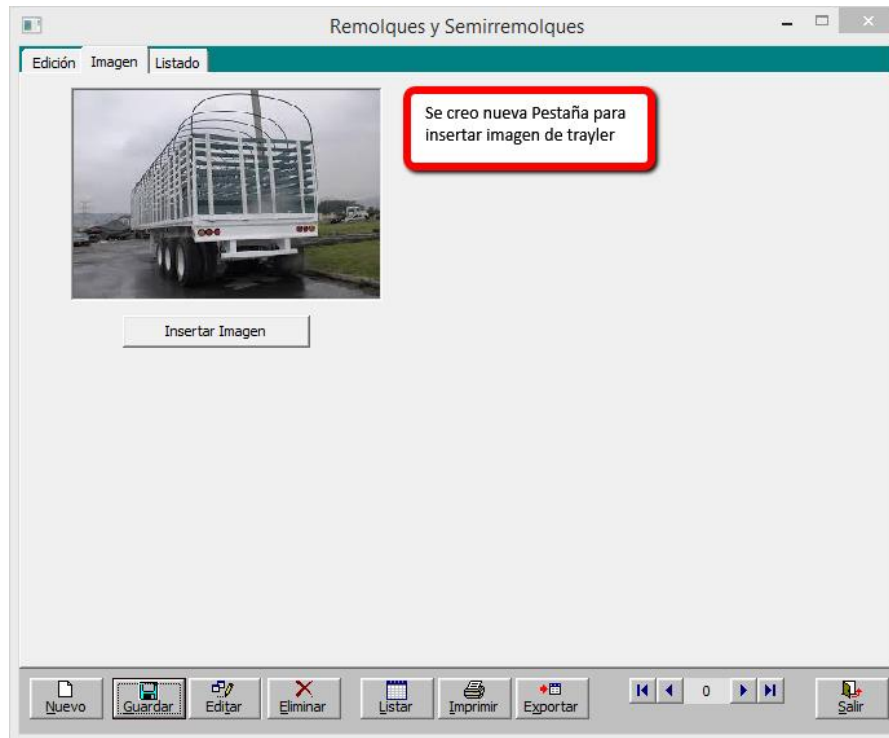 Remolques y Semirremolques
Edición Imagen Listado
Se creo nueva Pestaña para
insertar imagen de trayler
Insertar Imagen
Nuevo Guardar Editar Eliminar Listar Imprimir Exportar 0 Salir